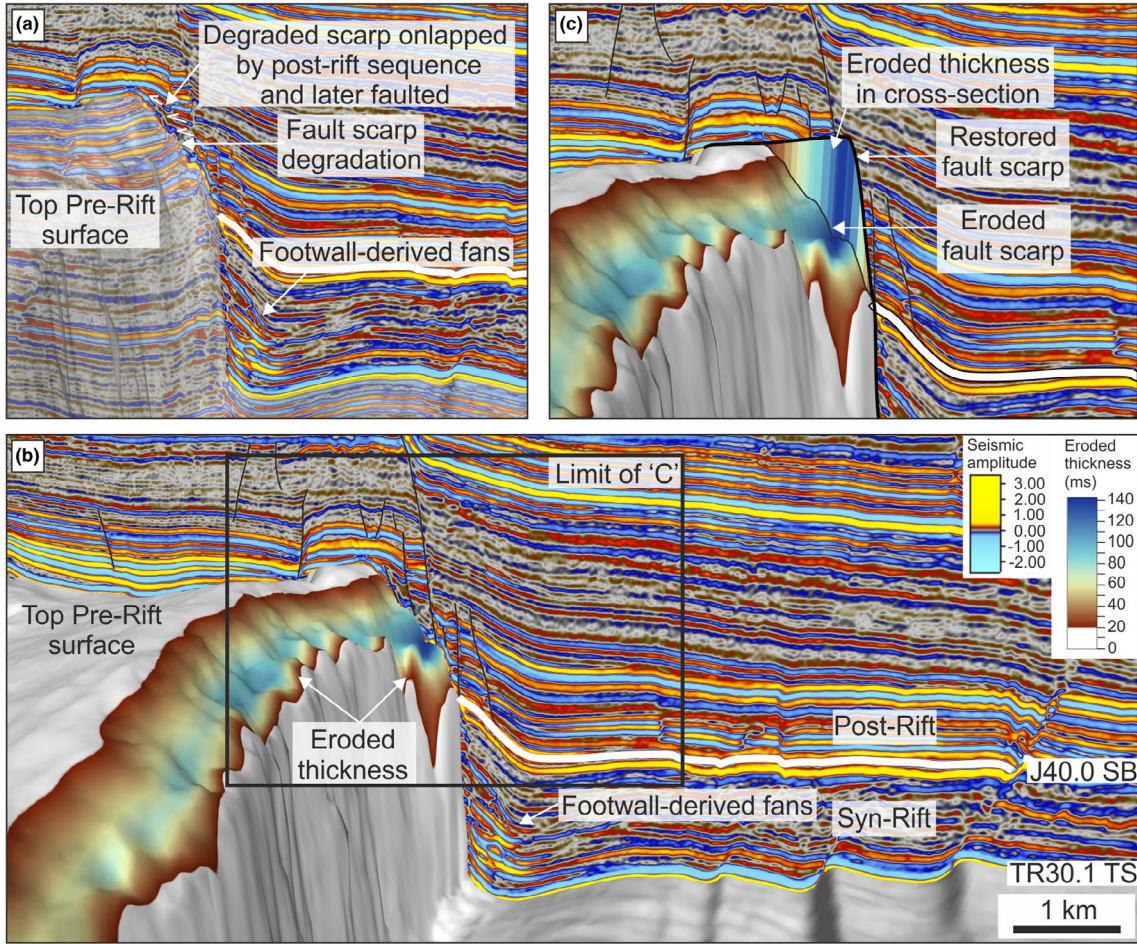 (a)
Degraded scarp onlapped
by post-rift sequence
and later faulted
Fault scarp
degradation
Top Pre-Rift
surface
Footwall-derived fans
(c)
Eroded thickness
in cross-section
Restored
fault scarp
Eroded
fault scarp
(b)
Limit of ‘C’
Seismic
amplitude
3.00
2.00
1.00
0.00
-1.00
-2.00
Eroded
thickness
(ms)
140
120
100
80
60
40
20
0
Top Pre-Rift
surface
Eroded
thickness
Post-Rift
J40.0 SB
Footwall-derived fans
Syn-Rift
TR30.1 TS
1 km